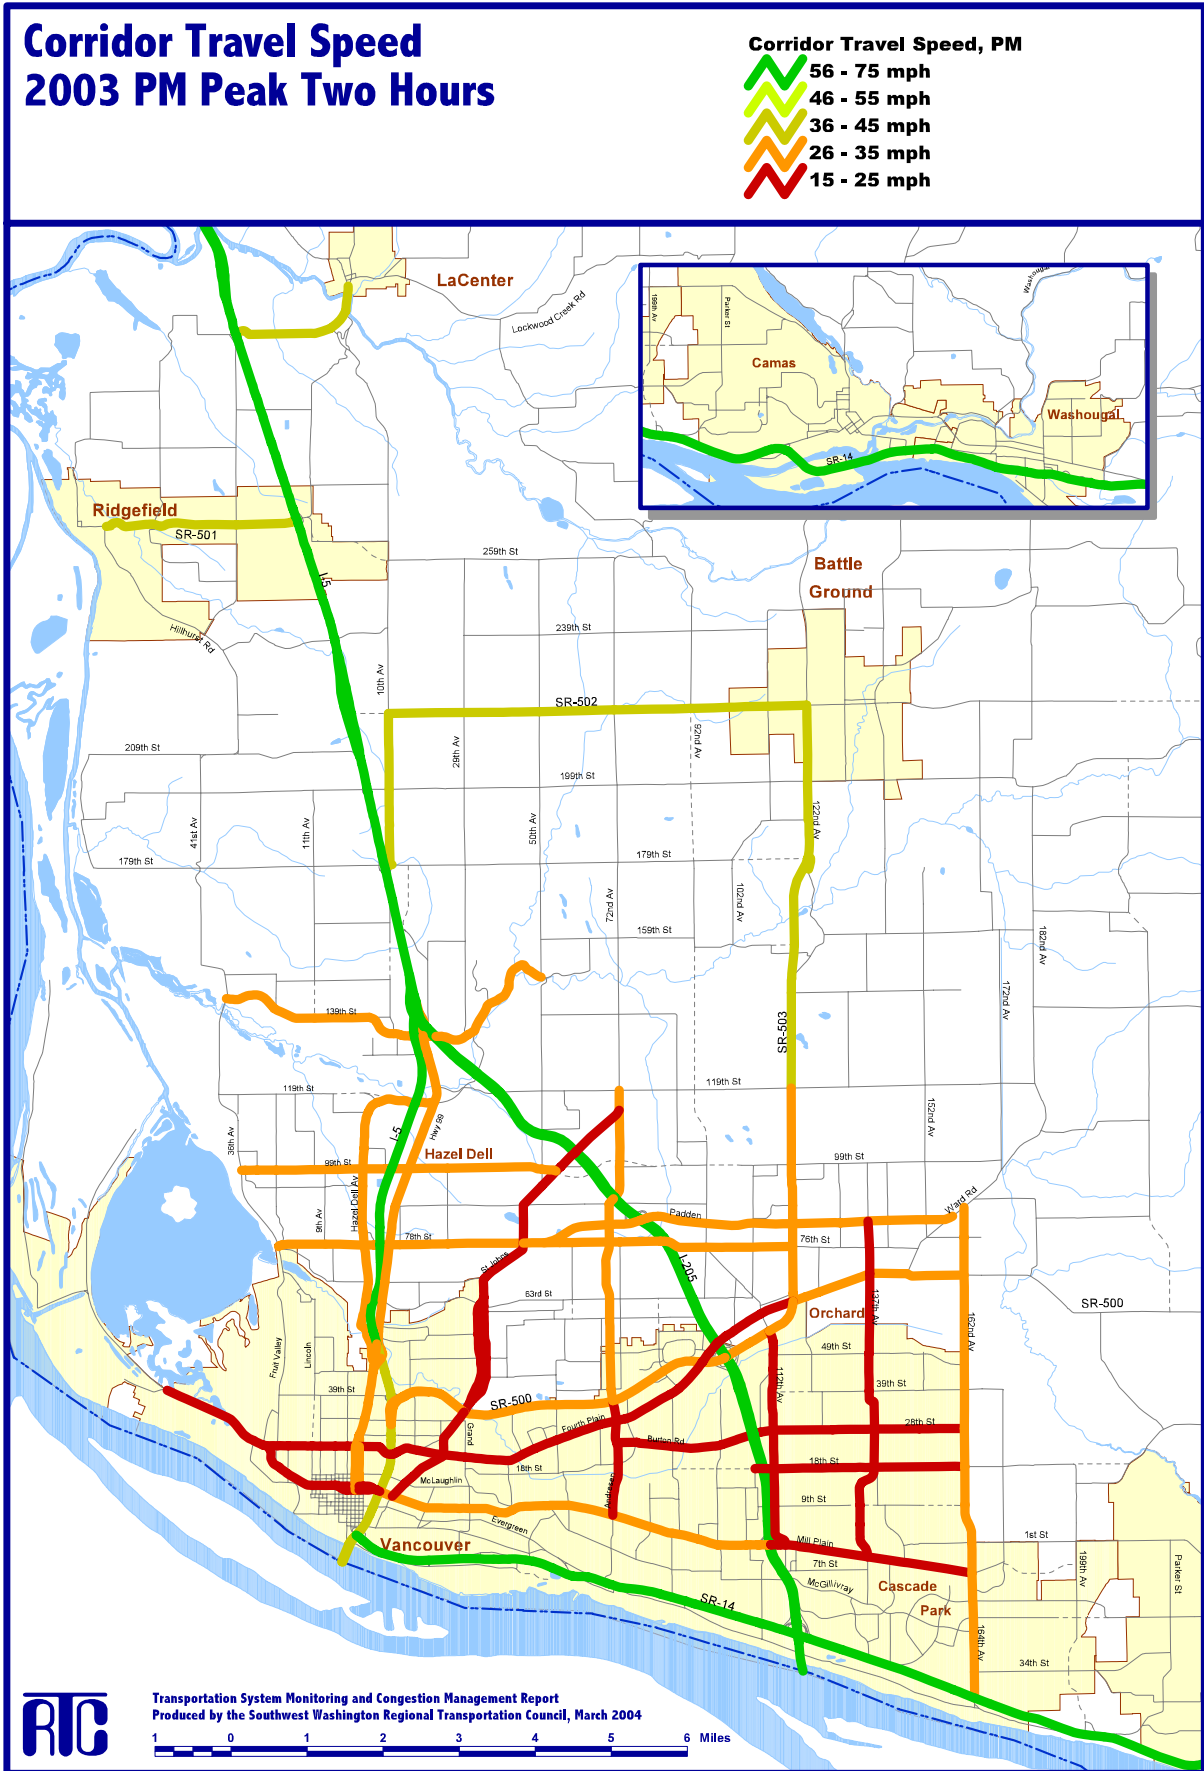 Corridor Travel Speed
2003 PM Peak Two Hours
Corridor Travel Speed, PM
56 - 75 mph
46 - 55 mph
36 - 45 mph
26 - 35 mph
15 - 25 mph
LaCenter
Lockwood Creek Rd
Washougal
199th Av
Parker St
Camas
Washougal
SR-14
Ridgefield
SR-501
I-5
259th St
Battle
Ground
Hillhurst Rd
239th St
10th Av
SR-502
209th St
29th Av
92nd Av
199th St
41st Av
11th Av
50th Av
122nd Av
179th St
179th St
72nd Av
102nd Av
159th St
182nd Av
172nd Av
139th St
SR-503
119th St
119th St
152nd Av
36th Av
I-5
Hwy 99
Hazel Dell
99th St
99th St
Hazel Dell Av
9th Av
Padden
Ward Rd
78th St
76th St
St Johns
I-205
63rd St
SR-500
Orchards
137th Av
162nd Av
Fruit Valley
Lincoln
49th St
112th Av
39th St
39th St
SR-500
Fourth Plain
Grand
28th St
Burton Rd
18th St
18th St
McLaughlin
Andresen
9th St
Evergreen
1st St
Vancouver
Mill Plain
7th St
199th Av
Parker St
McGillivray
Cascade
Park
SR-14
164th Av
34th St
RTC
Transportation System Monitoring and Congestion Management Report
Produced by the Southwest Washington Regional Transportation Council, March 2004
1 0 1 2 3 4 5 6 Miles